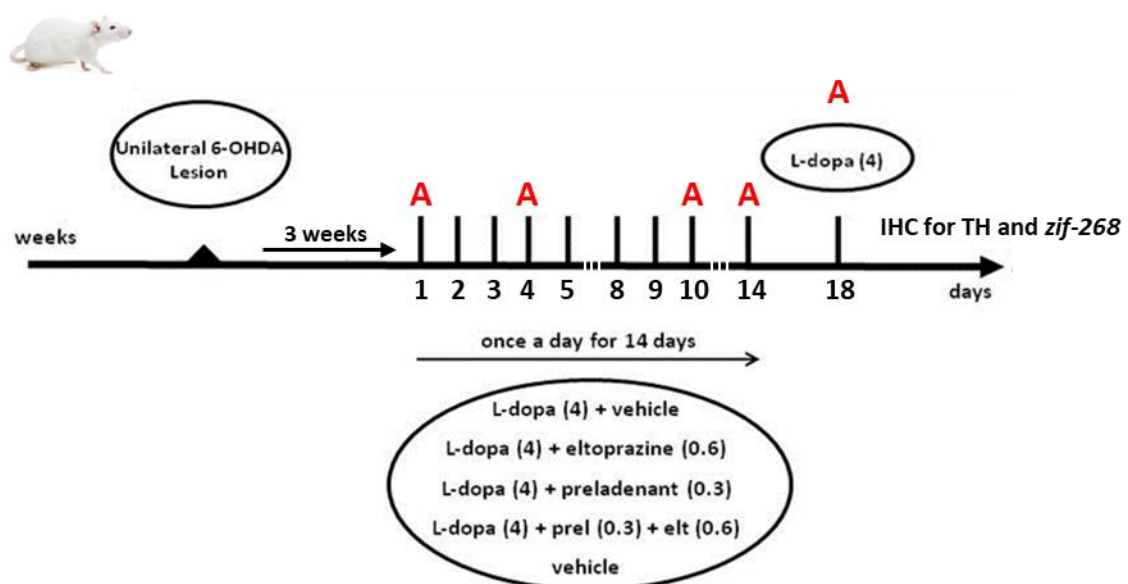 A
Unilateral 6-OHDA
Lesion
L-dopa (4)
A A A A
weeks
3 weeks
IHC for TH and zif-268
1 2 3 4 5 8 9 10 14 18 days
once a day for 14 days
L-dopa (4) + vehicle
L-dopa (4) + eltoprazine (0.6)
L-dopa (4) + preladenant (0.3)
L-dopa (4) + prel (0.3) + elt (0.6)
vehicle